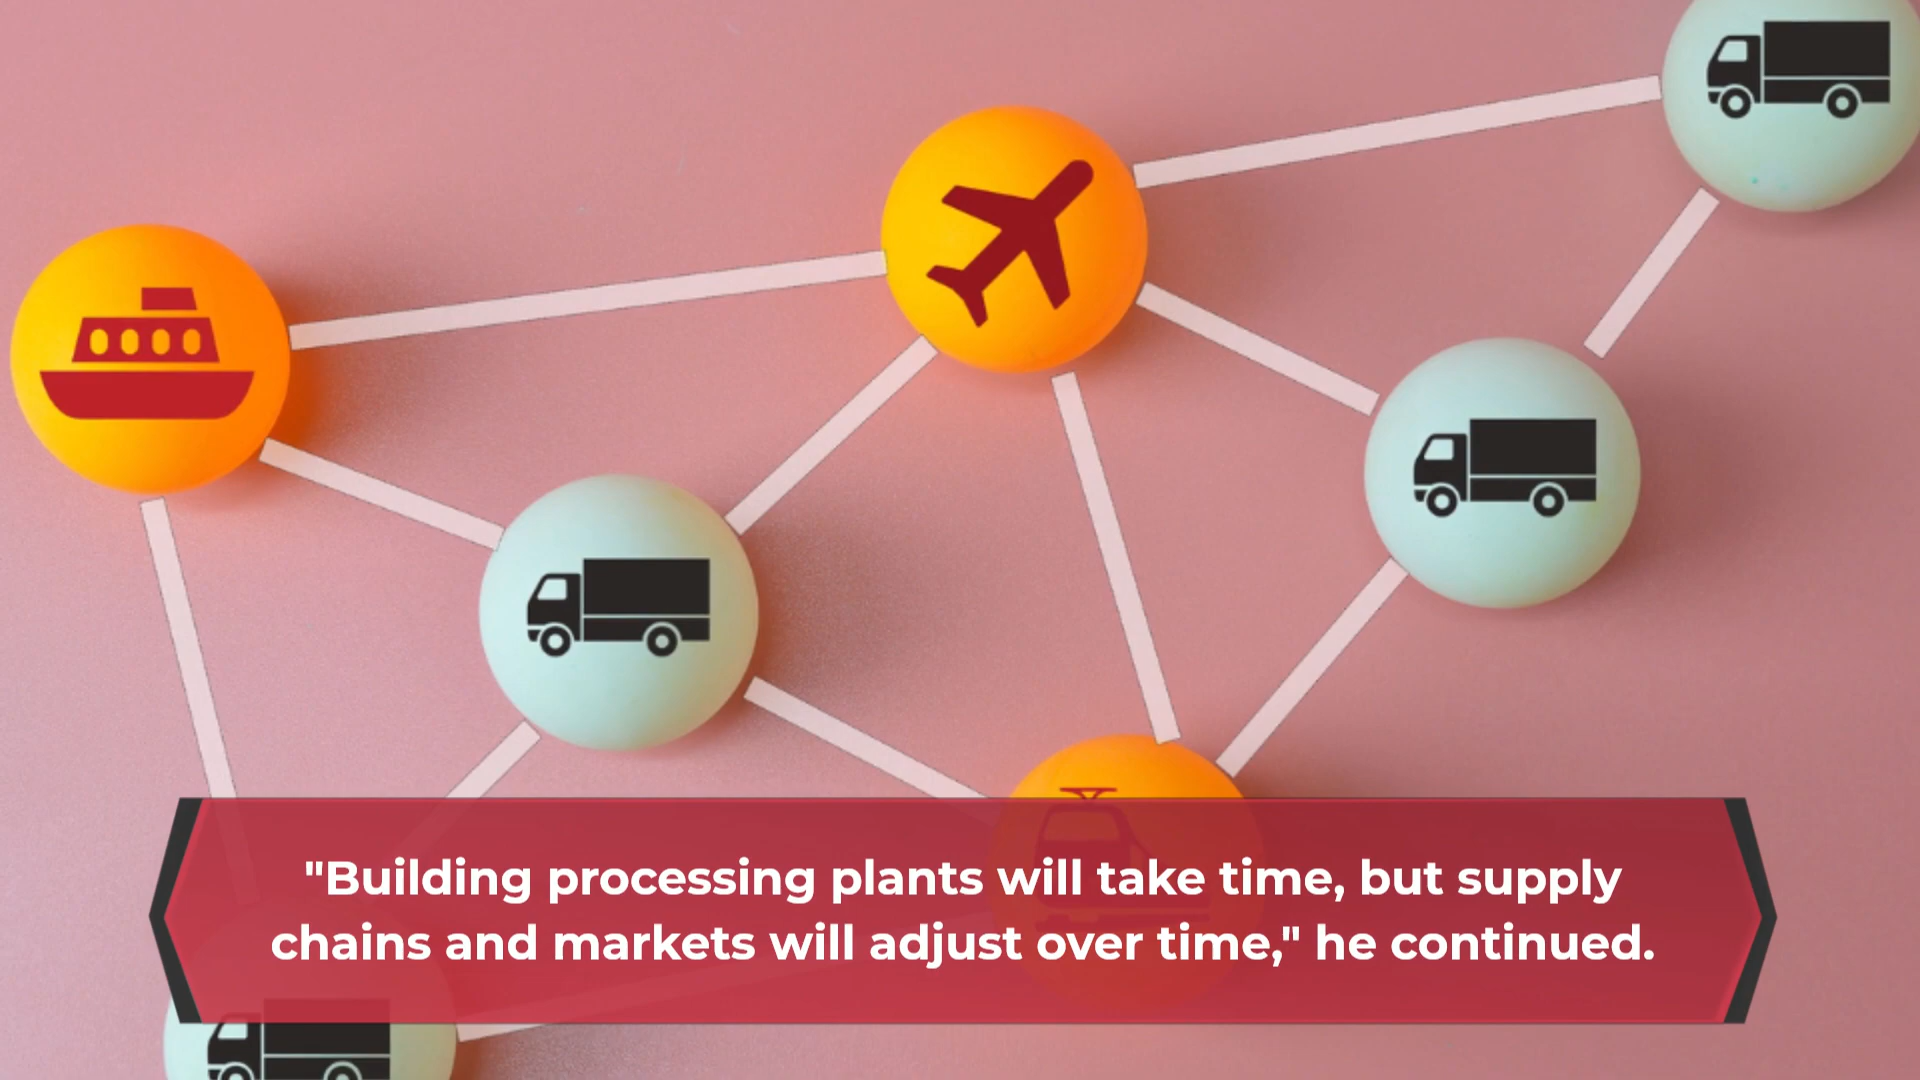 "Building processing plants will take time, but supply
chains and markets will adjust over time," he continued.